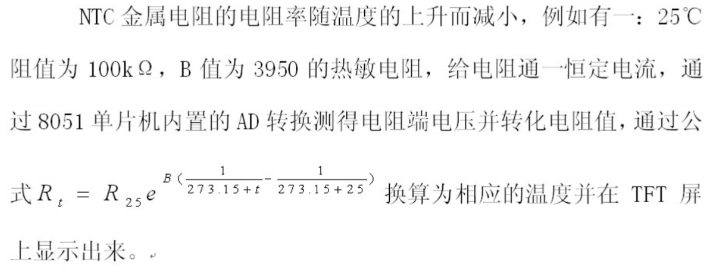 NTC 金属电阻的电阻率随温度的上升而减小，例如有一：25℃
阻值为 100kΩ，B 值为 3950 的热敏电阻，给电阻通一恒定电流，通
过 8051 单片机内置的 AD 转换测得电阻端电压并转化电阻值，通过公
式 R_t = R_25 e^{B(\frac{1}{273.15+t}-\frac{1}{273.15+25})} 换算为相应的温度并在 TFT 屏
上显示出来。